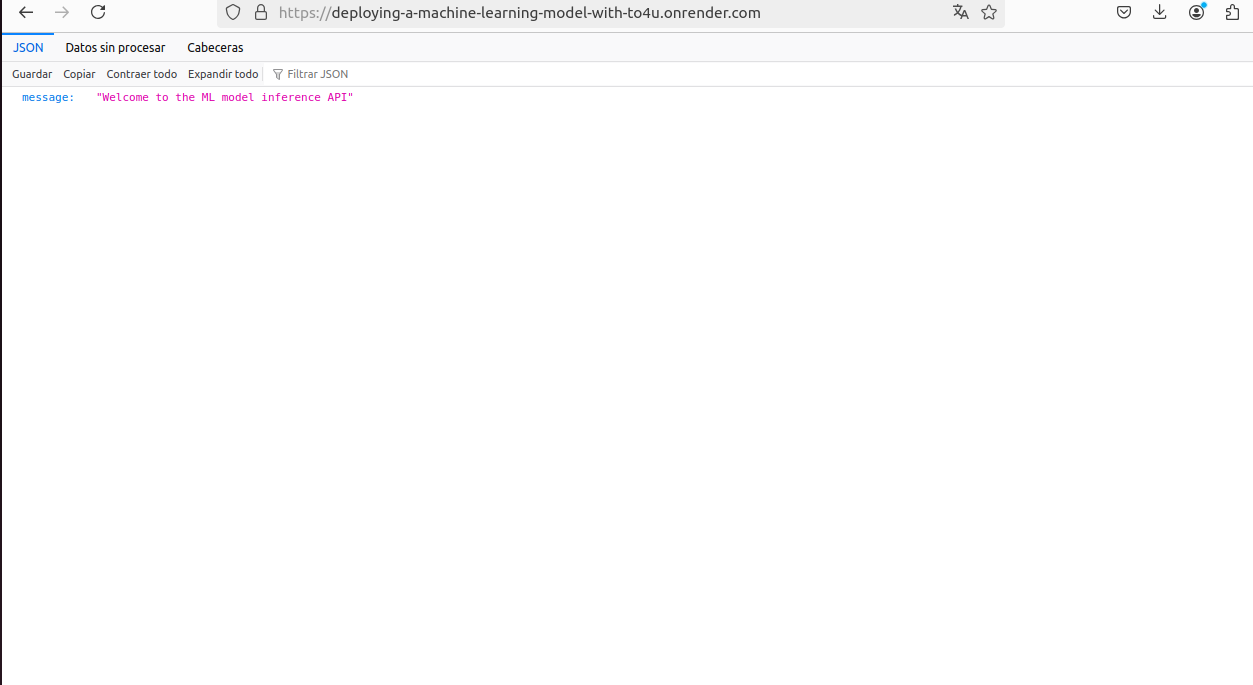 https://deploying-a-machine-learning-model-with-to4u.onrender.com
JSON Datos sin procesar Cabeceras
Guardar Copiar Contraer todo Expandir todo Filtrar JSON
message: "Welcome to the ML model inference API"